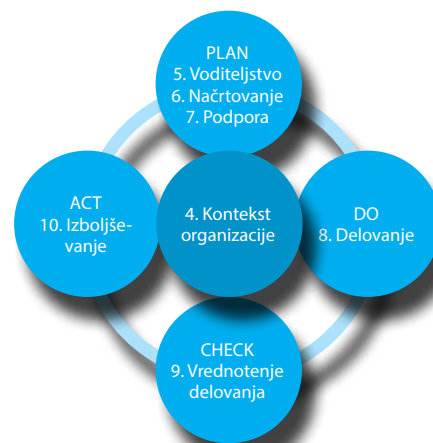 PLAN
5. Voditeljstvo
6. Načrtovanje
7. Podpora
ACT
10. Izboljše-
vanje
4. Kontekst
organizacije
DO
8. Delovanje
CHECK
9. Vrednotenje
delovanja